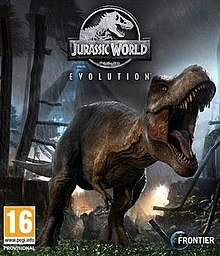 JURASSIC WORLD
EVOLUTION
16
www.pegi.info
PROVISIONAL
FRONTIER